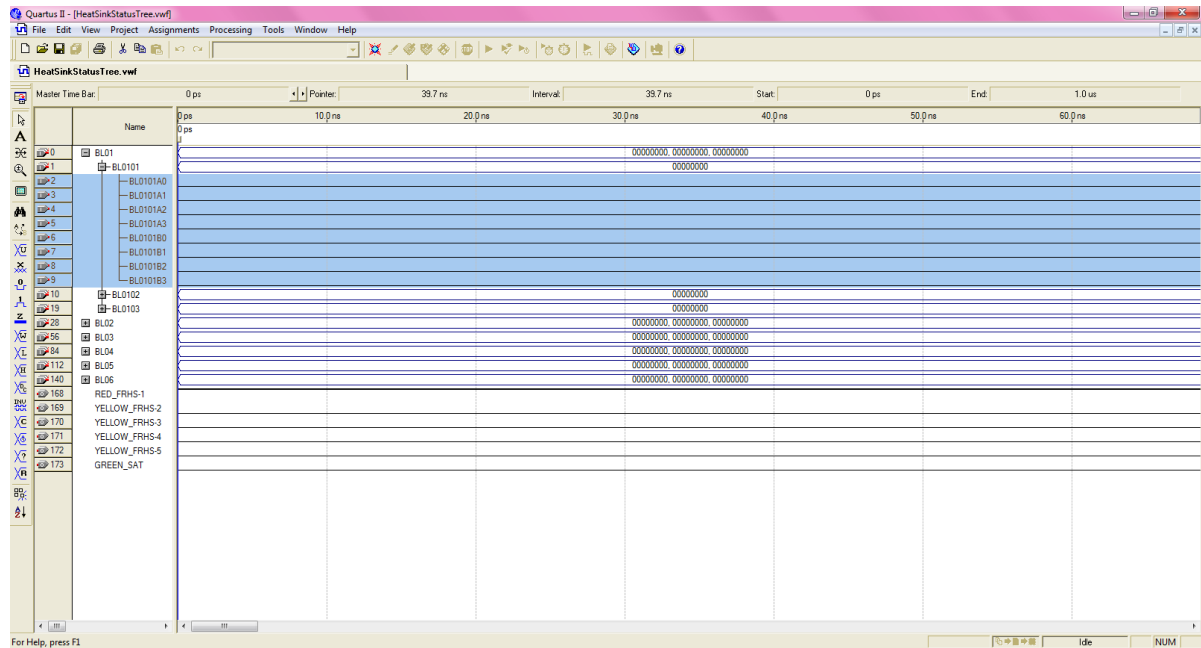 Quartus II - [HeatSinkStatusTree.vwf]
File Edit View Project Assignments Processing Tools Window Help
HeatSinkStatusTree.vwf
Master Time Bar: 0 ps Pointer: 39.7 ns Interval: 39.7 ns Start: 0 ps End: 1.0 us
Name
0 ps 10.0 ns 20.0 ns 30.0 ns 40.0 ns 50.0 ns 60.0 ns
0 ps
0 BL01 00000000, 00000000, 00000000
1 BL0101 00000000
2 BL0101A0
3 BL0101A1
4 BL0101A2
5 BL0101A3
6 BL0101B0
7 BL0101B1
8 BL0101B2
9 BL0101B3
10 BL0102 00000000
19 BL0103 00000000
28 BL02 00000000, 00000000, 00000000
56 BL03 00000000, 00000000, 00000000
84 BL04 00000000, 00000000, 00000000
112 BL05 00000000, 00000000, 00000000
140 BL06 00000000, 00000000, 00000000
168 RED_FRHS-1
169 YELLOW_FRHS-2
170 YELLOW_FRHS-3
171 YELLOW_FRHS-4
172 YELLOW_FRHS-5
173 GREEN_SAT
For Help, press F1 Idle NUM